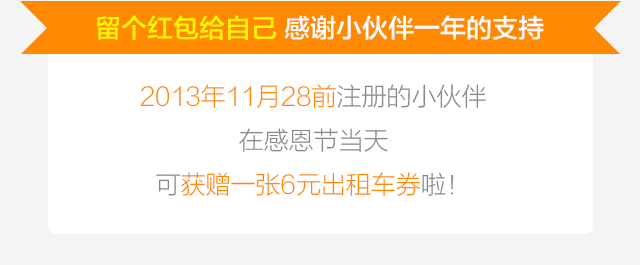 留个红包给自己 感谢小伙伴一年的支持
2013年11月28前注册的小伙伴
在感恩节当天
可获赠一张6元出租车券啦！